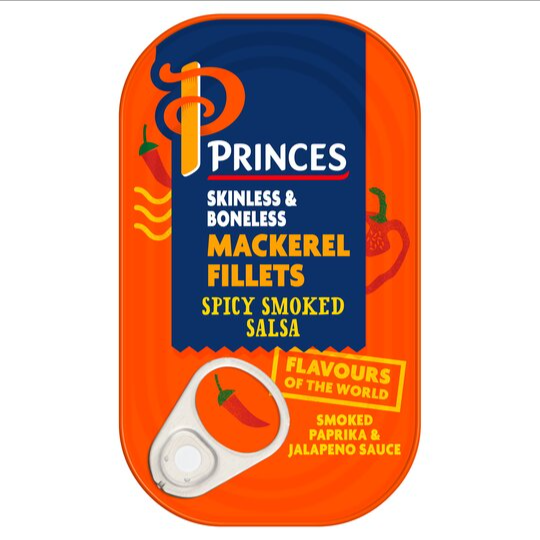 PRINCES
SKINLESS &
BONELESS
MACKEREL
FILLETS
SPICY SMOKED
SALSA
FLAVOURS
OF THE WORLD
SMOKED
PAPRIKA &
JALAPENO SAUCE